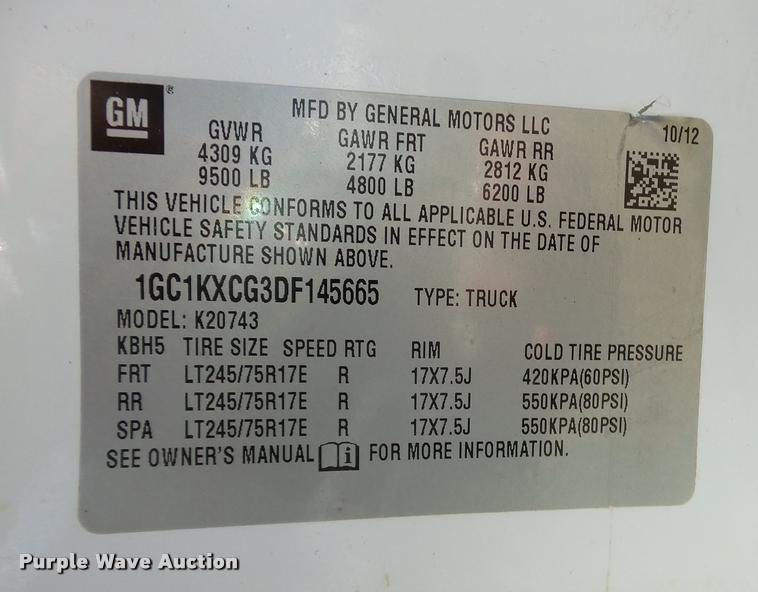 GM ®
MFD BY GENERAL MOTORS LLC 10/12
GVWR GAWR FRT GAWR RR
4309 KG 2177 KG 2812 KG
9500 LB 4800 LB 6200 LB
THIS VEHICLE CONFORMS TO ALL APPLICABLE U.S. FEDERAL MOTOR
VEHICLE SAFETY STANDARDS IN EFFECT ON THE DATE OF
MANUFACTURE SHOWN ABOVE.
1GC1KXCG3DF145665 TYPE: TRUCK
MODEL: K20743
KBH5 TIRE SIZE SPEED RTG RIM COLD TIRE PRESSURE
FRT LT245/75R17E R 17X7.5J 420KPA(60PSI)
RR LT245/75R17E R 17X7.5J 550KPA(80PSI)
SPA LT245/75R17E R 17X7.5J 550KPA(80PSI)
SEE OWNER'S MANUAL i FOR MORE INFORMATION.
Purple Wave Auction